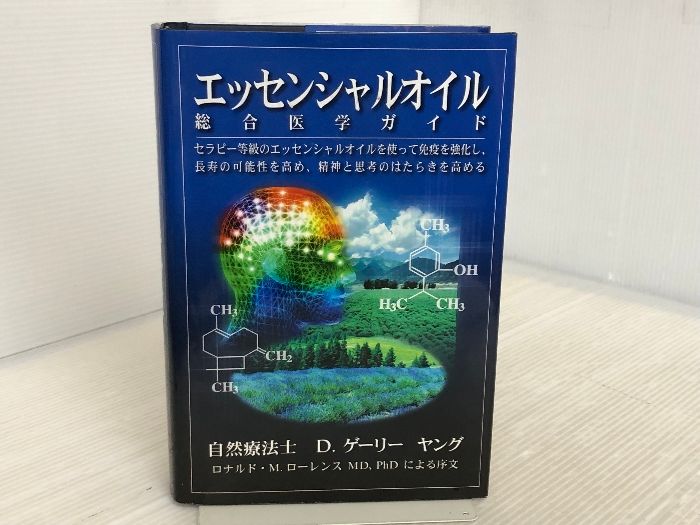 エッセンシャルオイル
総合医学ガイド
セラピー等級のエッセンシャルオイルを使って免疫を強化し、
長寿の可能性を高め、精神と思考のはたらきを高める
CH3
OH
H3C CH3
CH3
CH2
CH3
自然療法士 D. ゲーリー ヤング
ロナルド・M. ローレンス MD, PhD による序文